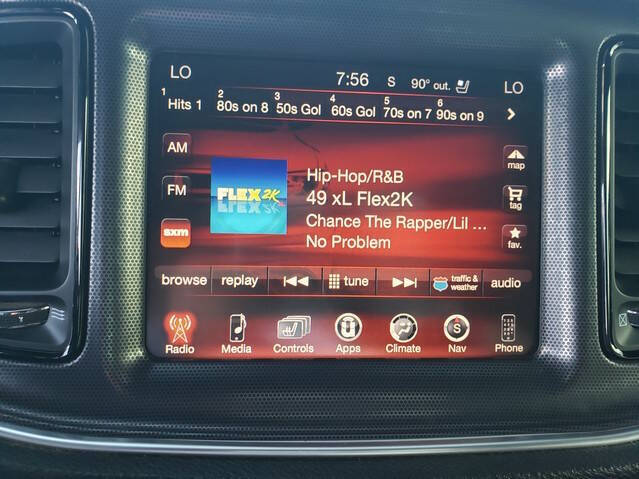 LO 7:56 S 90° out. LO
1 Hits 1 2 80s on 8 3 50s Gol 4 60s Gol 5 70s on 7 6 90s on 9
AM
FM
sxm
FLEX2K
Hip-Hop/R&B
49 xL Flex2K
Chance The Rapper/Lil ...
No Problem
map
tag
fav.
browse replay tune traffic & weather audio
Radio Media Controls Apps Climate Nav Phone
S
T